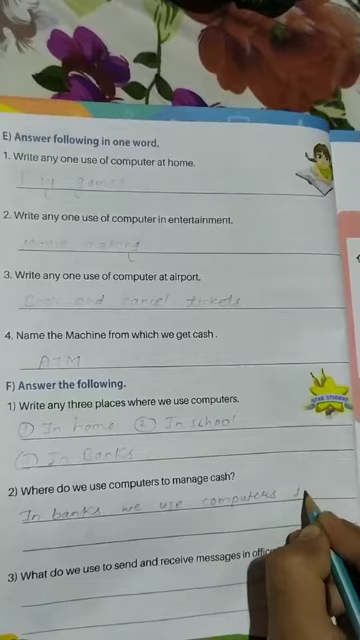 E) Answer following in one word.
1. Write any one use of computer at home.
games
2. Write any one use of computer in entertainment.
movie making
3. Write any one use of computer at airport.
Book and cancel tickets
4. Name the Machine from which we get cash.
ATM
F) Answer the following.
STAR STUDENT
1) Write any three places where we use computers.
① In home ② In school
③ In Banks
2) Where do we use computers to manage cash?
In banks we use computers
3) What do we use to send and receive messages in offic